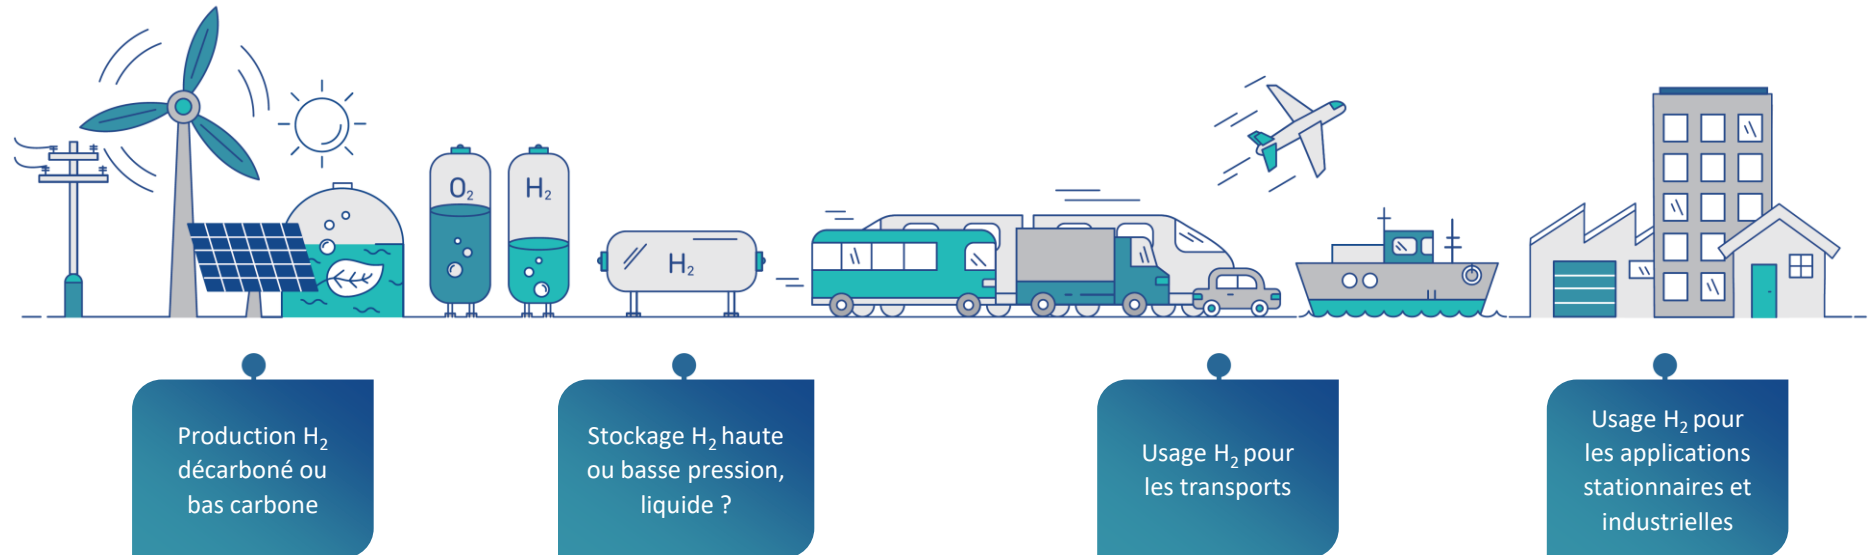 O₂
H₂
H₂
Production H₂
décarboné ou
bas carbone
Stockage H₂ haute
ou basse pression,
liquide ?
Usage H₂ pour
les transports
Usage H₂ pour
les applications
stationnaires et
industrielles